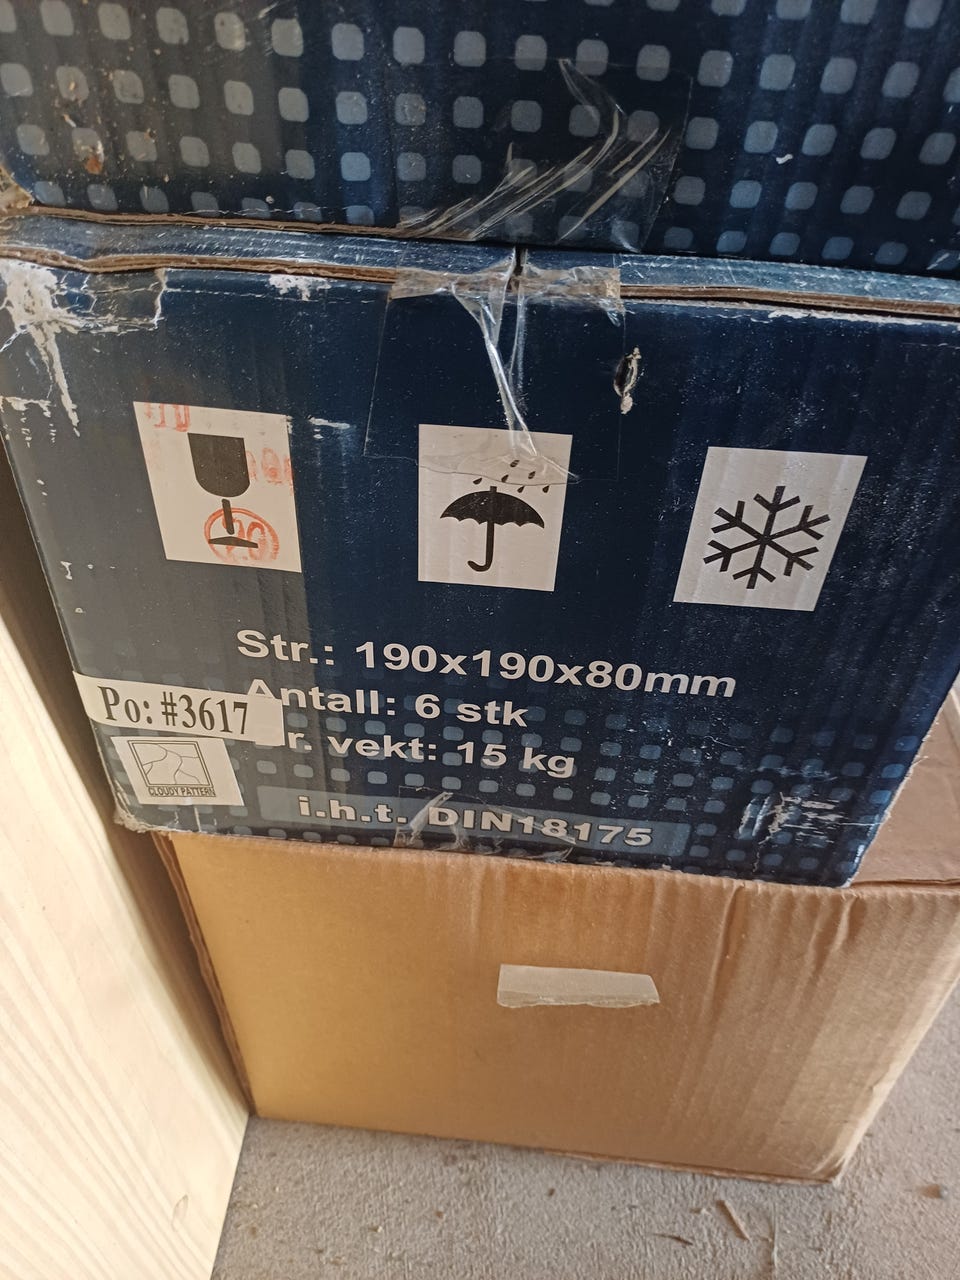 Str.: 190x190x80mm
Antall: 6 stk
vekt: 15 kg
Po: #3617
CLOUDY PATTERN
i.h.t. DIN18175